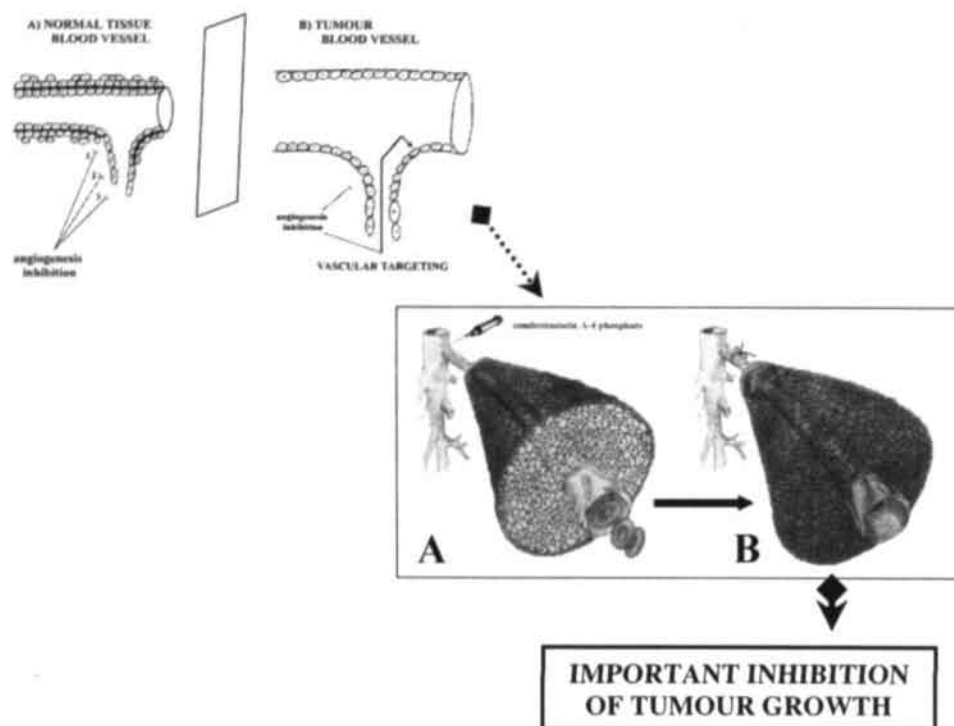 A) NORMAL TISSUE
BLOOD VESSEL
B) TUMOUR
BLOOD VESSEL
angiogenesis
inhibition
angiogenesis
inhibition
VASCULAR TARGETING
A-4 phosphate
A
B
IMPORTANT INHIBITION
OF TUMOUR GROWTH